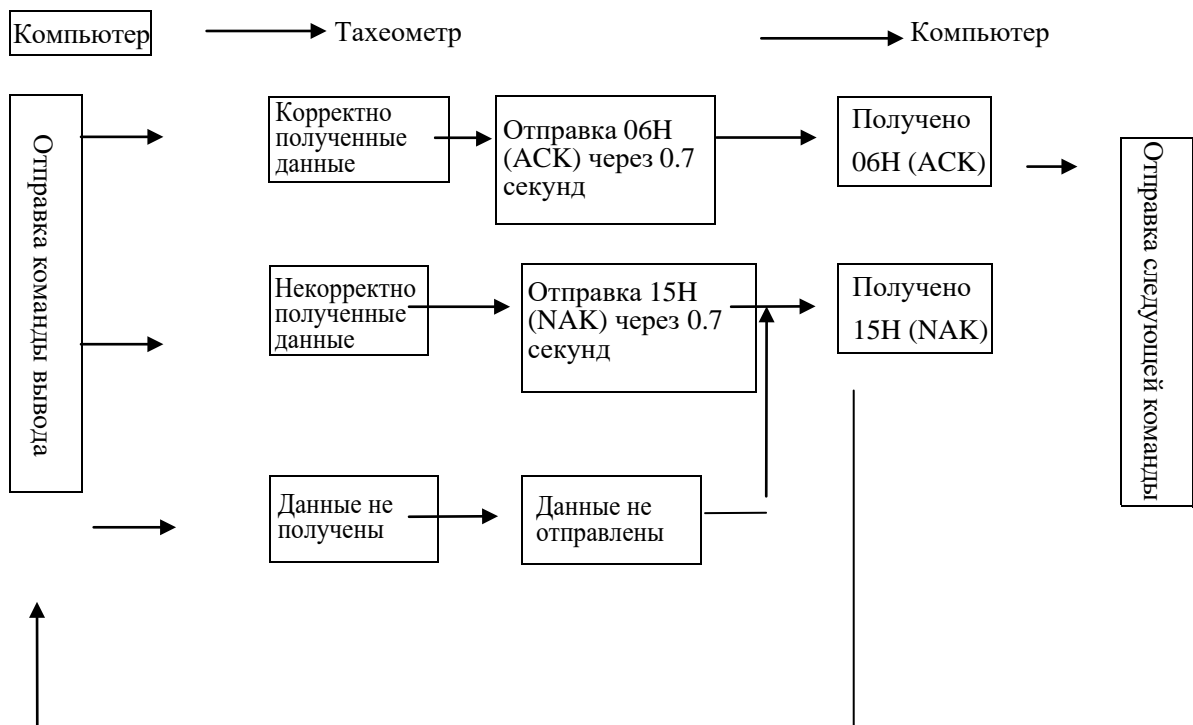 Компьютер
Тахеометр
Компьютер
Отправка команды вывода
Корректно
полученные
данные
Отправка 06H
(ACK) через 0.7
секунд
Получено
06H (ACK)
Отправка следующей команды
Некорректно
полученные
данные
Отправка 15H
(NAK) через 0.7
секунд
Получено
15H (NAK)
Данные не
получены
Данные не
отправлены